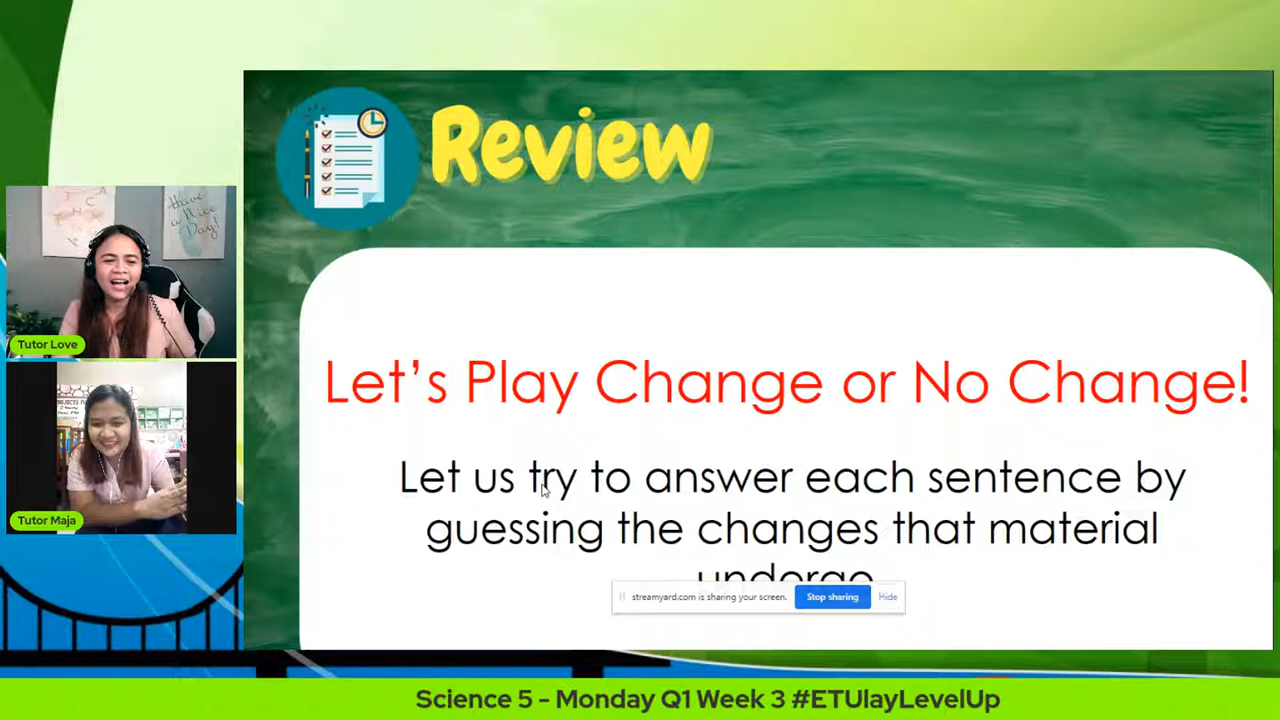 Review
Let's Play Change or No Change!
Let us try to answer each sentence by
guessing the changes that material
undergo
streamyard.com is sharing your screen.
Stop sharing
Hide
Have
a Nice
Day!
Tutor Love
Tutor Maja
Science 5 - Monday Q1 Week 3 #ETUlayLevelUp